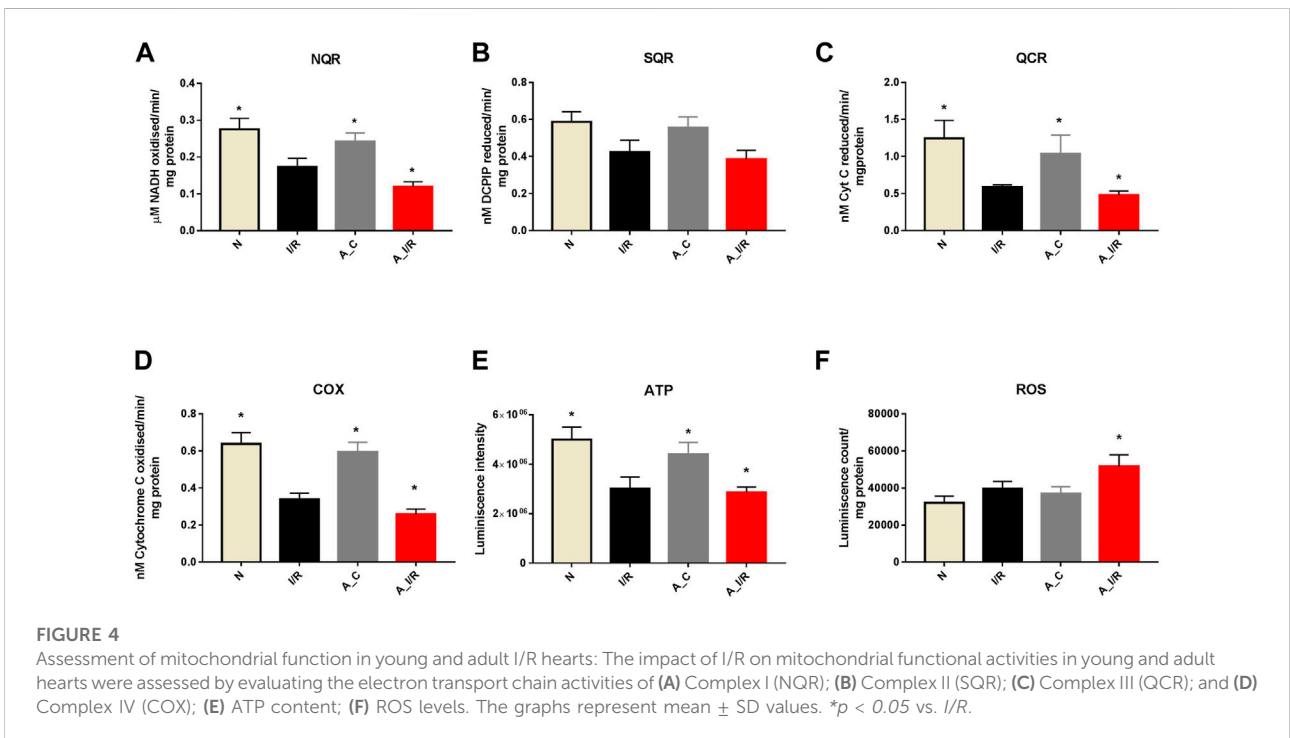 A
NQR
μM NADH oxidised/min/
mg protein
0.4
0.3
0.2
0.1
0.0
*
*
*
N
I/R
A_C
A_I/R
B
SQR
nM DCPIP reduced/min/
mg protein
0.8
0.6
0.4
0.2
0.0
N
I/R
A_C
A_I/R
C
QCR
nM Cyt C reduced/min/
mgprotein
2.0
1.5
1.0
0.5
0.0
*
*
*
N
I/R
A_C
A_I/R
D
COX
nM Cytochrome C oxidised/min/
mg protein
0.8
0.6
0.4
0.2
0.0
*
*
*
N
I/R
A_C
A_I/R
E
ATP
Luminiscence intensity
6×10⁰⁶
4×10⁰⁶
2×10⁰⁶
0
*
*
*
N
I/R
A_C
A_I/R
F
ROS
Luminiscence count/
mg protein
80000
60000
40000
20000
0
*
N
I/R
A_C
A_I/R
FIGURE 4
Assessment of mitochondrial function in young and adult I/R hearts: The impact of I/R on mitochondrial functional activities in young and adult
hearts were assessed by evaluating the electron transport chain activities of (A) Complex I (NQR); (B) Complex II (SQR); (C) Complex III (QCR); and (D)
Complex IV (COX); (E) ATP content; (F) ROS levels. The graphs represent mean ± SD values. *p < 0.05 vs. I/R.